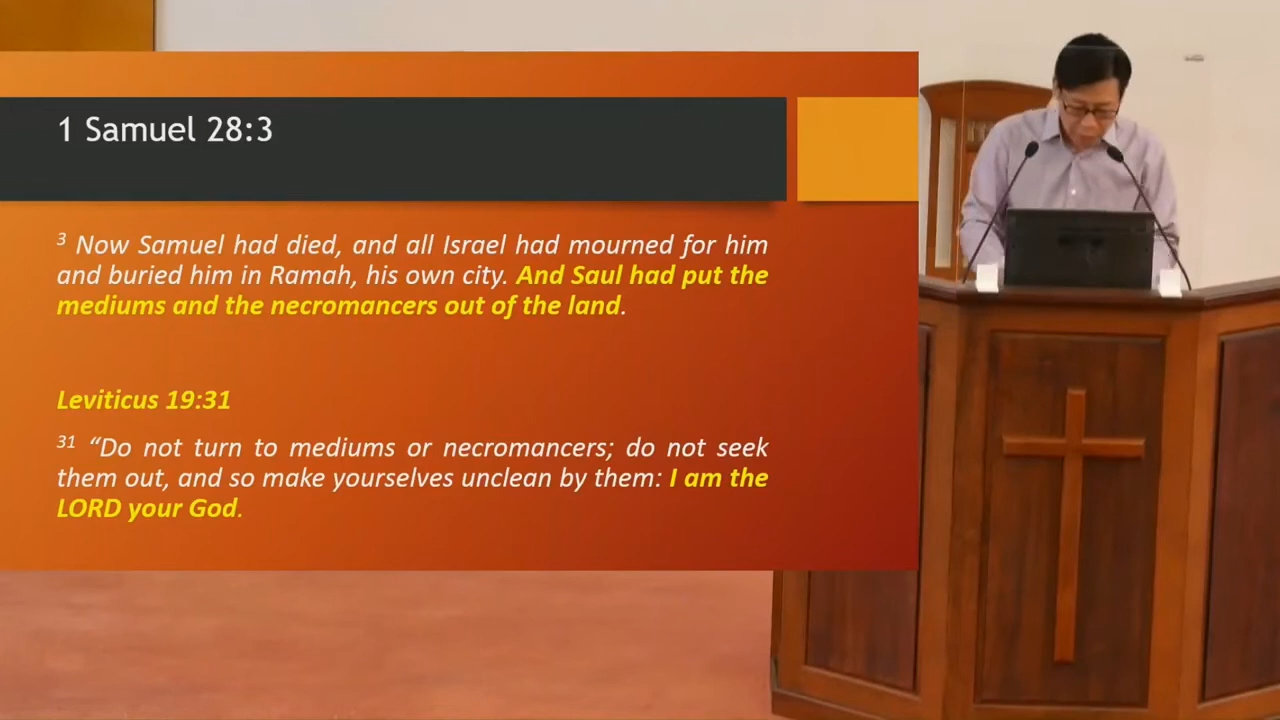 1 Samuel 28:3
3 Now Samuel had died, and all Israel had mourned for him
and buried him in Ramah, his own city. And Saul had put the
mediums and the necromancers out of the land.
Leviticus 19:31
31 “Do not turn to mediums or necromancers; do not seek
them out, and so make yourselves unclean by them: I am the
LORD your God.